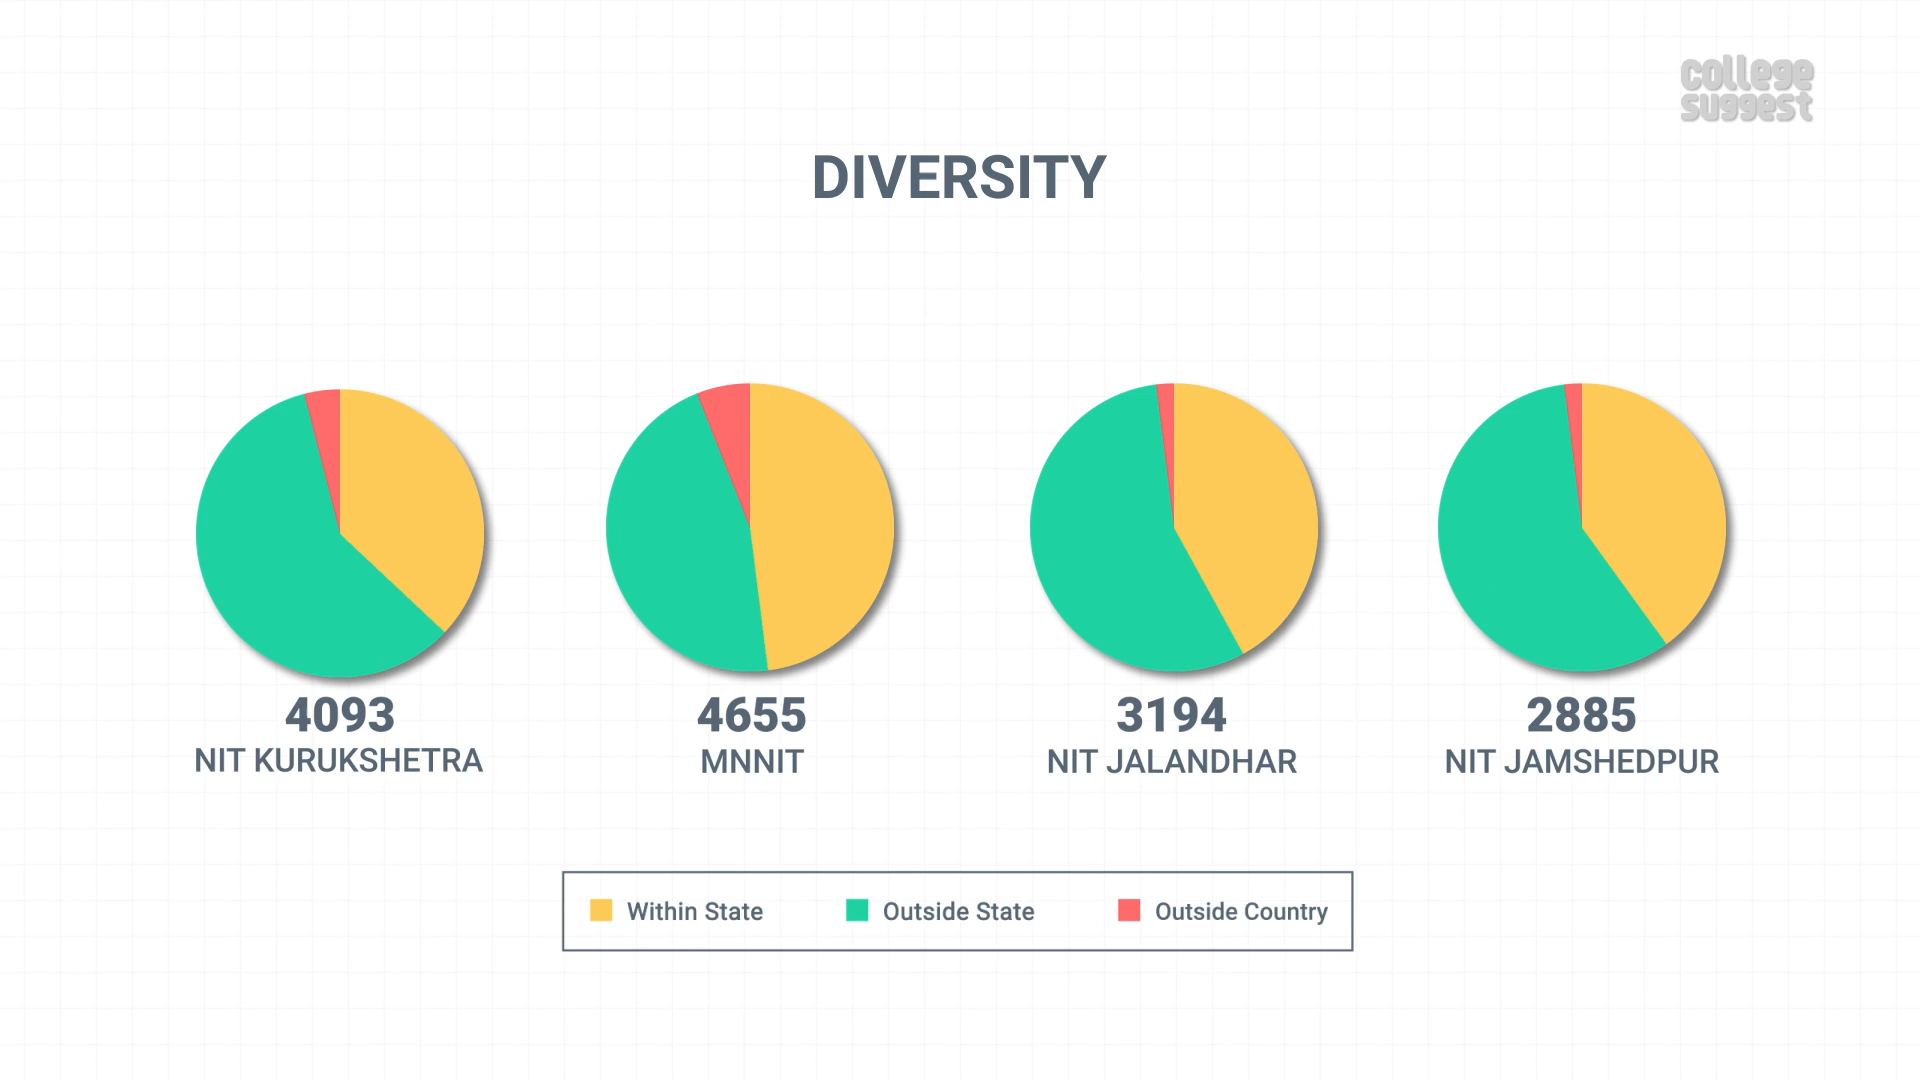 college
suggest
DIVERSITY
4093
NIT KURUKSHETRA
4655
MNNIT
3194
NIT JALANDHAR
2885
NIT JAMSHEDPUR
Within State
Outside State
Outside Country